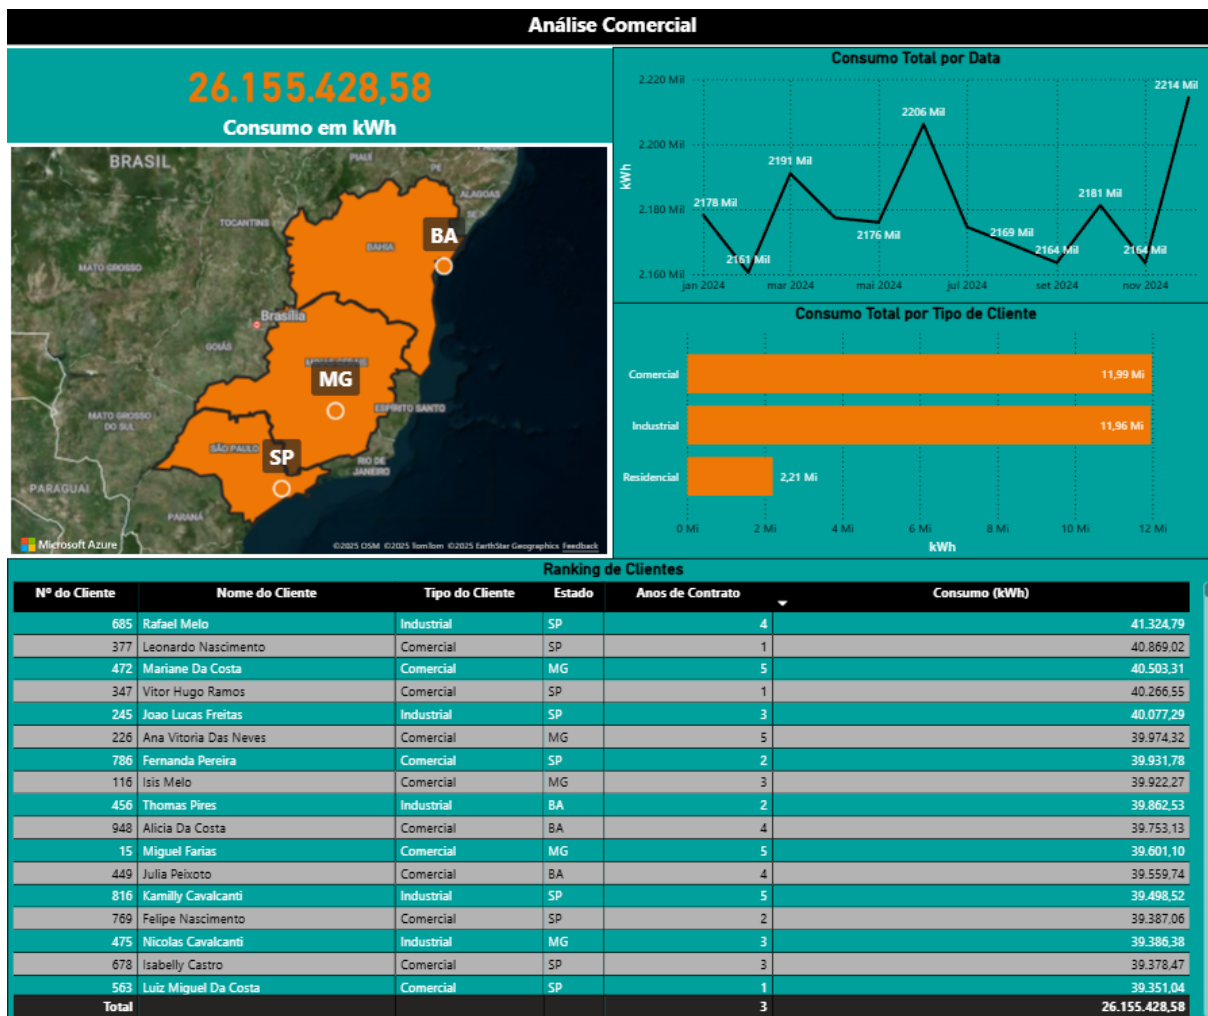 Análise Comercial
26.155.428,58
Consumo em kWh
BRASIL
PIAUÍ
PE
ALAGOAS
SE
TOCANTINS
BA
BAHIA
MATO GROSSO
Brasília
GOIÁS
MINAS GERAIS
MG
MATO GROSSO
DO SUL
ESPÍRITO SANTO
SÃO PAULO
SP
RIO DE
JANEIRO
PARAGUAI
PARANÁ
Microsoft Azure
©2025 OSM ©2025 TomTom ©2025 EarthStar Geographics Feedback
Consumo Total por Data
2.220 Mil
2.200 Mil
2.180 Mil
2.160 Mil
kWh
2178 Mil
2161 Mil
2191 Mil
2176 Mil
2206 Mil
2169 Mil
2164 Mil
2181 Mil
2164 Mil
2214 Mil
jan 2024 mar 2024 mai 2024 jul 2024 set 2024 nov 2024
Consumo Total por Tipo de Cliente
Comercial 11,99 Mi
Industrial 11,96 Mi
Residencial 2,21 Mi
0 Mi 2 Mi 4 Mi 6 Mi 8 Mi 10 Mi 12 Mi
kWh
Ranking de Clientes
Nº do Cliente Nome do Cliente Tipo do Cliente Estado Anos de Contrato Consumo (kWh)
685 Rafael Melo Industrial SP 4 41.324,79
377 Leonardo Nascimento Comercial SP 1 40.869,02
472 Mariane Da Costa Comercial MG 5 40.503,31
347 Vitor Hugo Ramos Comercial SP 1 40.266,55
245 Joao Lucas Freitas Industrial SP 3 40.077,29
226 Ana Vitoria Das Neves Comercial MG 5 39.974,32
786 Fernanda Pereira Comercial SP 2 39.931,78
116 Isis Melo Comercial MG 3 39.922,27
456 Thomas Pires Industrial BA 2 39.862,53
948 Alicia Da Costa Comercial BA 4 39.753,13
15 Miguel Farias Comercial MG 5 39.601,10
449 Julia Peixoto Comercial BA 4 39.559,74
816 Kamilly Cavalcanti Industrial SP 5 39.498,52
769 Felipe Nascimento Comercial SP 2 39.387,06
475 Nicolas Cavalcanti Industrial MG 3 39.386,38
678 Isabelly Castro Comercial SP 3 39.378,47
563 Luiz Miguel Da Costa Comercial SP 1 39.351,04
Total 3 26.155.428,58